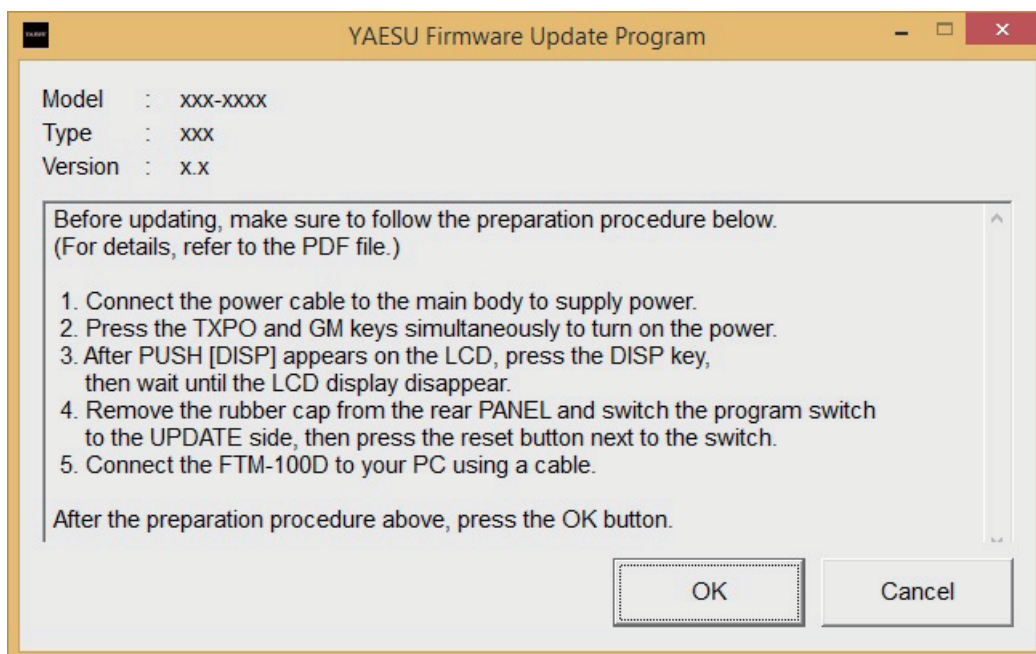 YAESU
YAESU Firmware Update Program
Model : xxx-xxxx
Type : xxx
Version : x.x
Before updating, make sure to follow the preparation procedure below.
(For details, refer to the PDF file.)
1. Connect the power cable to the main body to supply power.
2. Press the TXPO and GM keys simultaneously to turn on the power.
3. After PUSH [DISP] appears on the LCD, press the DISP key,
then wait until the LCD display disappear.
4. Remove the rubber cap from the rear PANEL and switch the program switch
to the UPDATE side, then press the reset button next to the switch.
5. Connect the FTM-100D to your PC using a cable.
After the preparation procedure above, press the OK button.
OK
Cancel